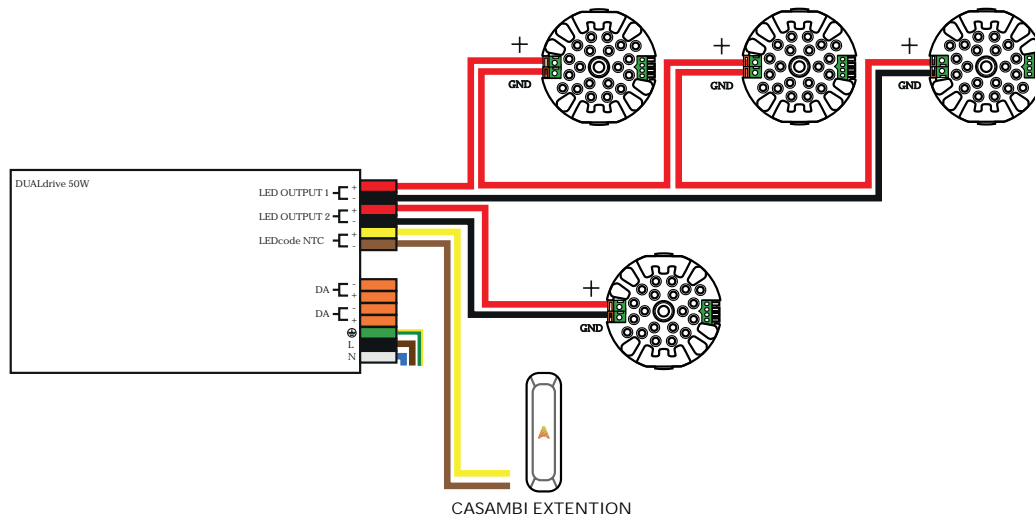 +
+
+
GND
GND
GND
DUALdrive 50W
LED OUTPUT 1 + -
LED OUTPUT 2 + -
LEDcode NTC + -
+
GND
DA - +
DA - +
L
N
CASAMBI EXTENTION